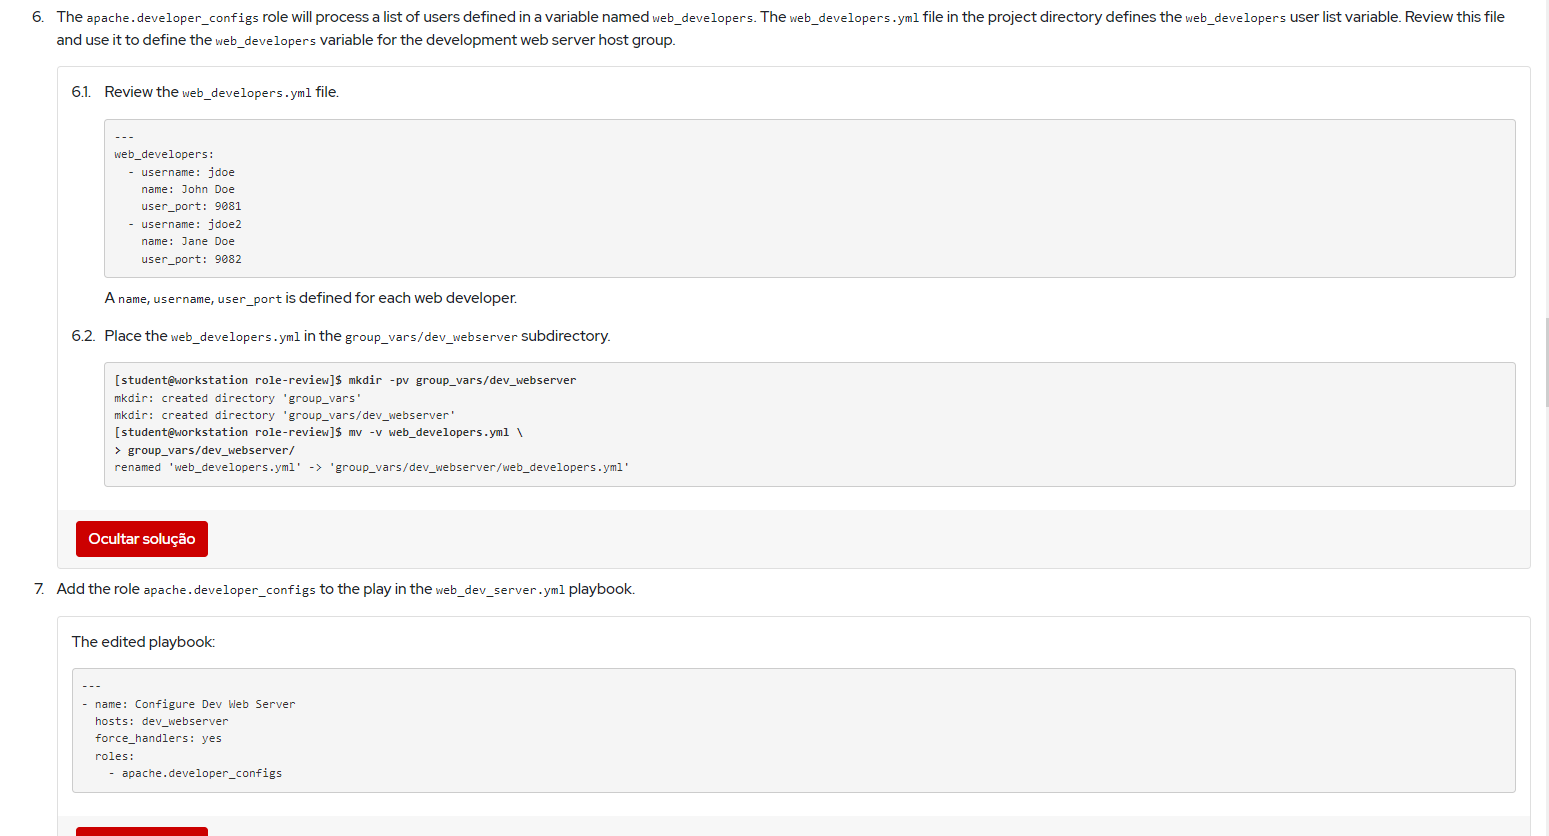 6. The apache.developer_configs role will process a list of users defined in a variable named web_developers. The web_developers.yml file in the project directory defines the web_developers user list variable. Review this file
and use it to define the web_developers variable for the development web server host group.
6.1. Review the web_developers.yml file.
---
web_developers:
  - username: jdoe
    name: John Doe
    user_port: 9081
  - username: jdoe2
    name: Jane Doe
    user_port: 9082
A name, username, user_port is defined for each web developer.
6.2. Place the web_developers.yml in the group_vars/dev_webserver subdirectory.
[student@workstation role-review]$ mkdir -pv group_vars/dev_webserver
mkdir: created directory 'group_vars'
mkdir: created directory 'group_vars/dev_webserver'
[student@workstation role-review]$ mv -v web_developers.yml \
> group_vars/dev_webserver/
renamed 'web_developers.yml' -> 'group_vars/dev_webserver/web_developers.yml'
Ocultar solução
7. Add the role apache.developer_configs to the play in the web_dev_server.yml playbook.
The edited playbook:
---
- name: Configure Dev Web Server
  hosts: dev_webserver
  force_handlers: yes
  roles:
    - apache.developer_configs